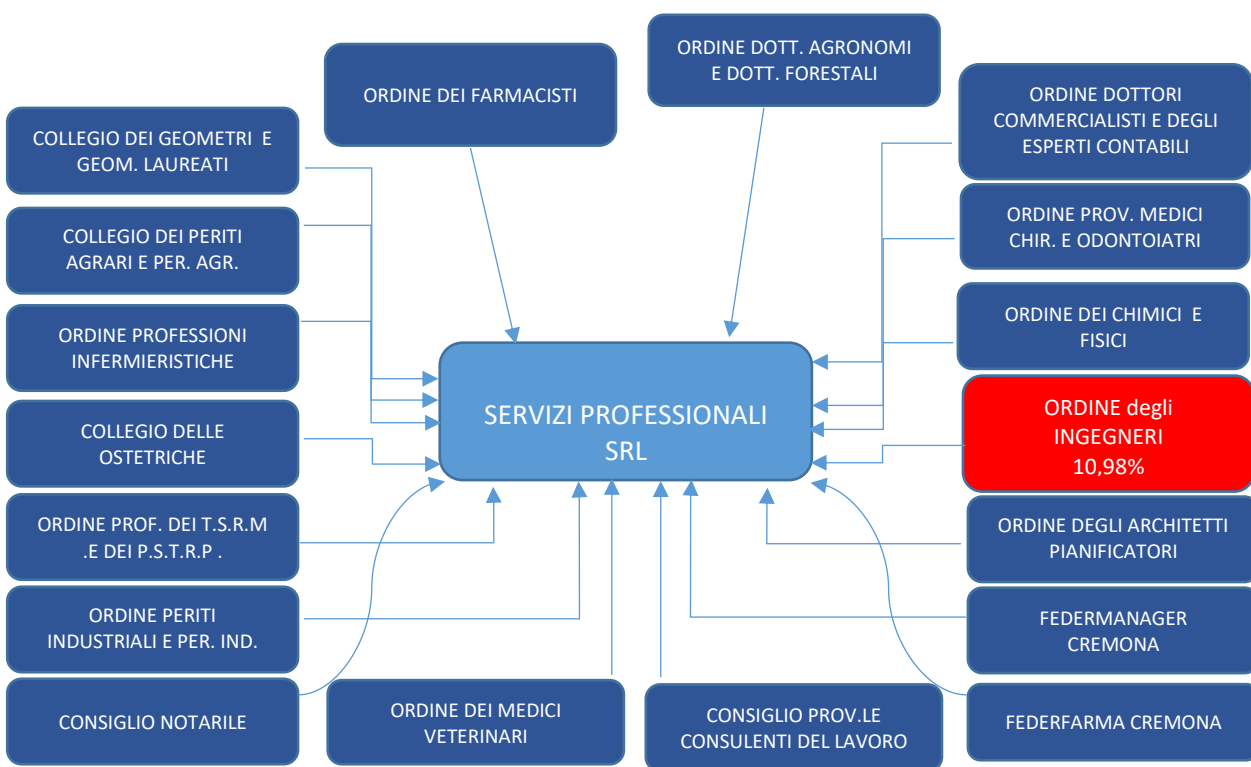 ORDINE DEI FARMACISTI
ORDINE DOTT. AGRONOMI
E DOTT. FORESTALI
COLLEGIO DEI GEOMETRI E
GEOM. LAUREATI
COLLEGIO DEI PERITI
AGRARI E PER. AGR.
ORDINE PROFESSIONI
INFERMIERISTICHE
COLLEGIO DELLE
OSTETRICHE
ORDINE PROF. DEI T.S.R.M
.E DEI P.S.T.R.P .
ORDINE PERITI
INDUSTRIALI E PER. IND.
CONSIGLIO NOTARILE
SERVIZI PROFESSIONALI
SRL
ORDINE DOTTORI
COMMERCIALISTI E DEGLI
ESPERTI CONTABILI
ORDINE PROV. MEDICI
CHIR. E ODONTOIATRI
ORDINE DEI CHIMICI E
FISICI
ORDINE degli
INGEGNERI
10,98%
ORDINE DEGLI ARCHITETTI
PIANIFICATORI
FEDERMANAGER
CREMONA
FEDERFARMA CREMONA
ORDINE DEI MEDICI
VETERINARI
CONSIGLIO PROV.LE
CONSULENTI DEL LAVORO